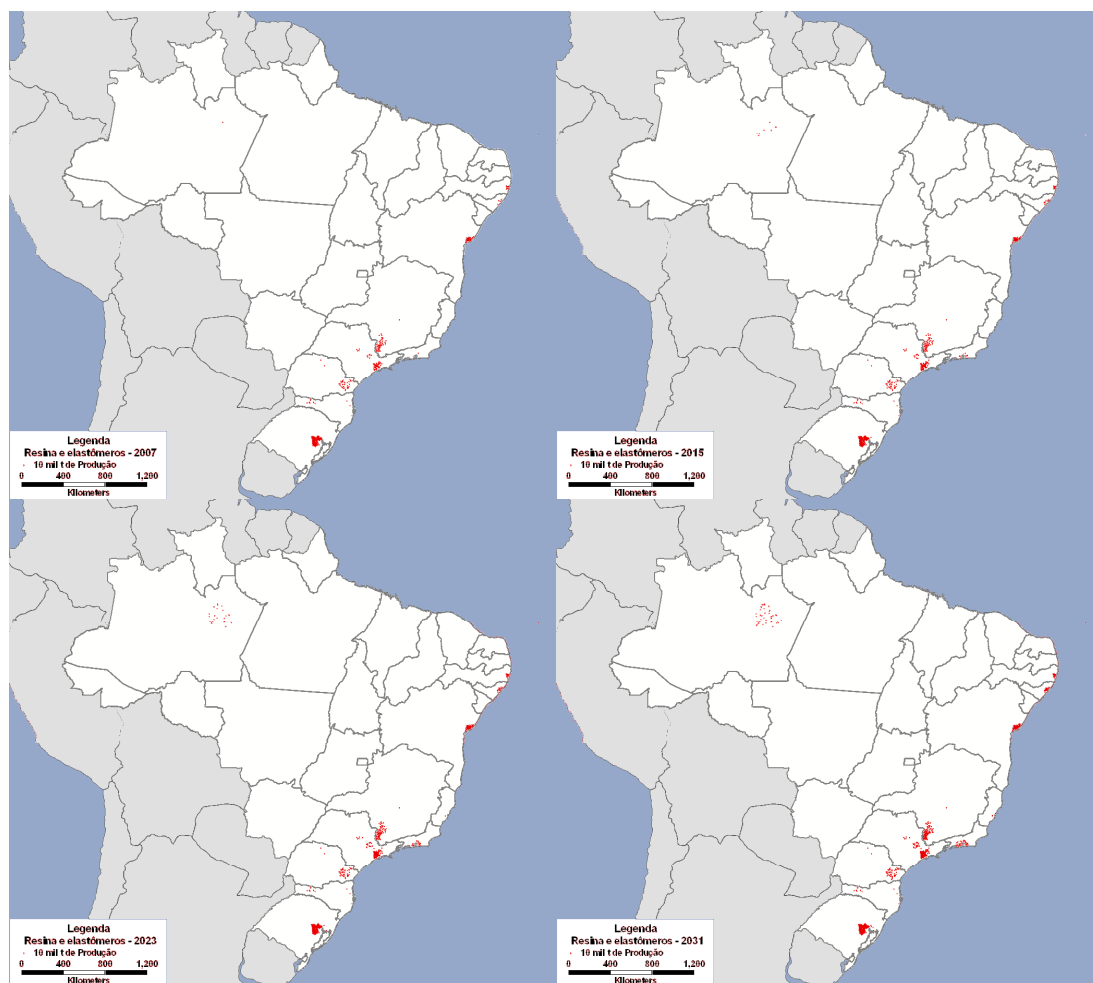 Legenda
Resina e elastômeros - 2007
10 mil t de Produção
0 400 800 1,200
Kilometers
Legenda
Resina e elastômeros - 2015
10 mil t de Produção
0 400 800 1,200
Kilometers
Legenda
Resina e elastômeros - 2023
10 mil t de Produção
0 400 800 1,200
Kilometers
Legenda
Resina e elastômeros - 2031
10 mil t de Produção
0 400 800 1,200
Kilometers